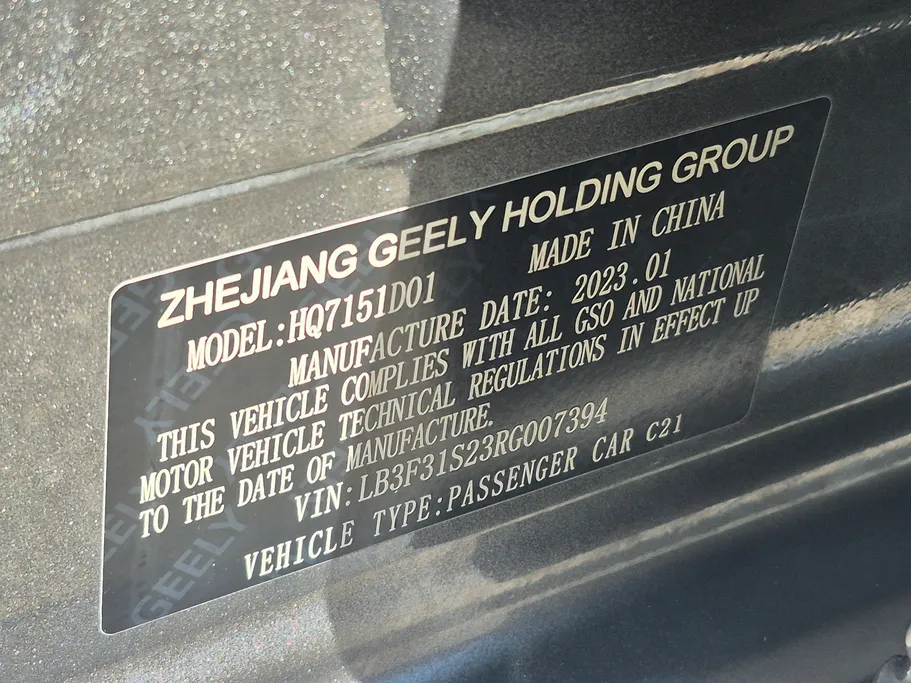 ZHEJIANG GEELY HOLDING GROUP
MODEL:HQ7151D01 MADE IN CHINA
MANUFACTURE DATE: 2023.01
THIS VEHICLE COMPLIES WITH ALL GSO AND NATIONAL
MOTOR VEHICLE TECHNICAL REGULATIONS IN EFFECT UP
TO THE DATE OF MANUFACTURE.
VIN:LB3F31S23RG007394
VEHICLE TYPE:PASSENGER CAR C21
GEELY